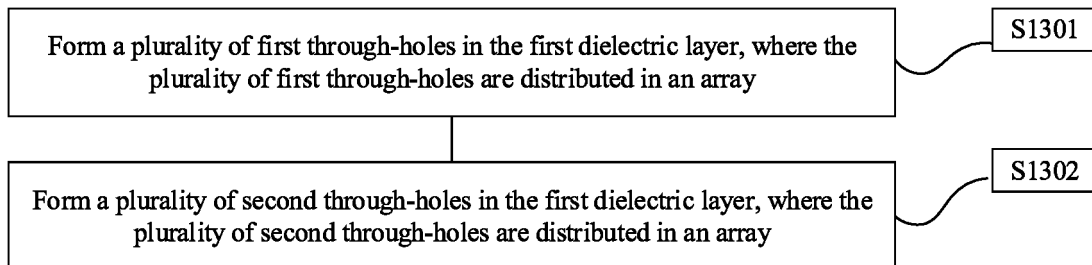 Form a plurality of first through-holes in the first dielectric layer, where the
plurality of first through-holes are distributed in an array
S1301
Form a plurality of second through-holes in the first dielectric layer, where the
plurality of second through-holes are distributed in an array
S1302